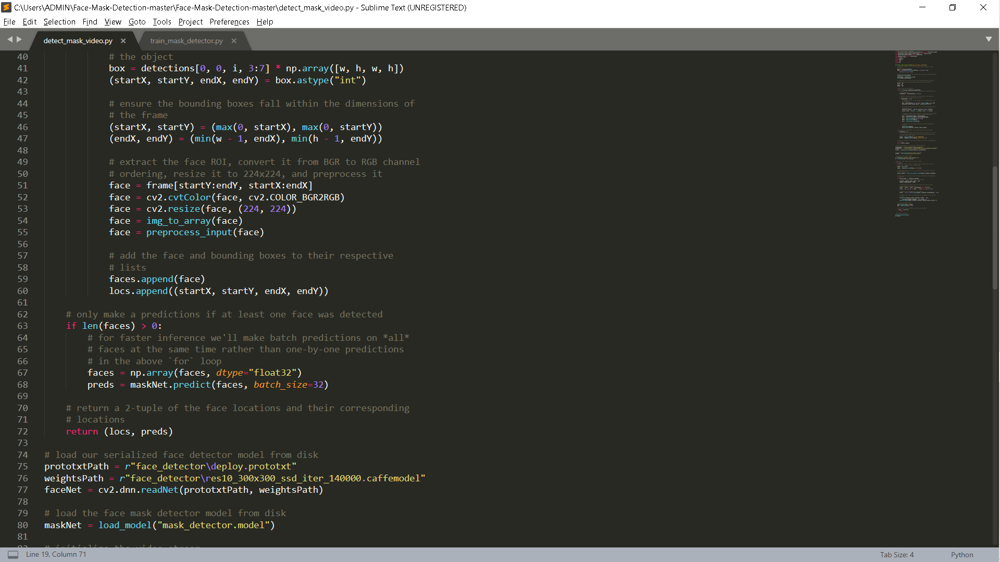 C:\Users\ADMIN\Face-Mask-Detection-master\Face-Mask-Detection-master\detect_mask_video.py - Sublime Text (UNREGISTERED)
File Edit Selection Find View Goto Tools Project Preferences Help
detect_mask_video.py train_mask_detector.py
40 # the object
41 box = detections[0, 0, i, 3:7] * np.array([w, h, w, h])
42 (startX, startY, endX, endY) = box.astype("int")
43
44 # ensure the bounding boxes fall within the dimensions of
45 # the frame
46 (startX, startY) = (max(0, startX), max(0, startY))
47 (endX, endY) = (min(w - 1, endX), min(h - 1, endY))
48
49 # extract the face ROI, convert it from BGR to RGB channel
50 # ordering, resize it to 224x224, and preprocess it
51 face = frame[startY:endY, startX:endX]
52 face = cv2.cvtColor(face, cv2.COLOR_BGR2RGB)
53 face = cv2.resize(face, (224, 224))
54 face = img_to_array(face)
55 face = preprocess_input(face)
56
57 # add the face and bounding boxes to their respective
58 # lists
59 faces.append(face)
60 locs.append((startX, startY, endX, endY))
61
62 # only make a predictions if at least one face was detected
63 if len(faces) > 0:
64 # for faster inference we'll make batch predictions on *all*
65 # faces at the same time rather than one-by-one predictions
66 # in the above `for` loop
67 faces = np.array(faces, dtype="float32")
68 preds = maskNet.predict(faces, batch_size=32)
69
70 # return a 2-tuple of the face locations and their corresponding
71 # locations
72 return (locs, preds)
73
74 # load our serialized face detector model from disk
75 prototxtPath = r"face_detector\deploy.prototxt"
76 weightsPath = r"face_detector\res10_300x300_ssd_iter_140000.caffemodel"
77 faceNet = cv2.dnn.readNet(prototxtPath, weightsPath)
78
79 # load the face mask detector model from disk
80 maskNet = load_model("mask_detector.model")
81
82 # initialize the video stream
Line 19, Column 71 Tab Size: 4 Python